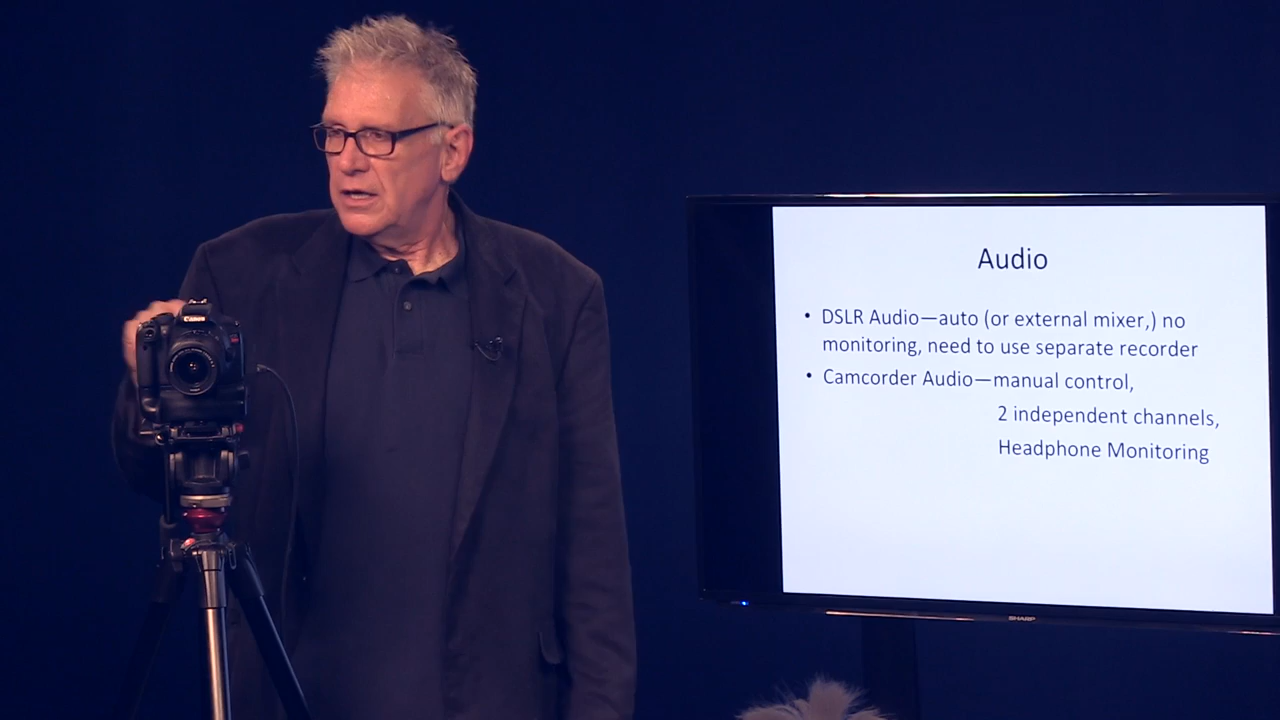 Canon
Audio
• DSLR Audio—auto (or external mixer,) no
monitoring, need to use separate recorder
• Camcorder Audio—manual control,
2 independent channels,
Headphone Monitoring
SHARP